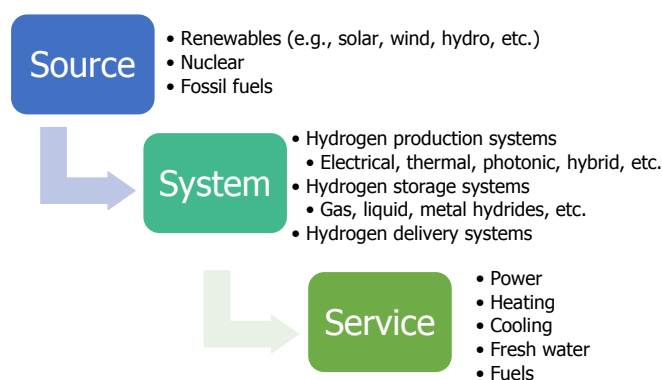 Source
• Renewables (e.g., solar, wind, hydro, etc.)
• Nuclear
• Fossil fuels
System
• Hydrogen production systems
• Electrical, thermal, photonic, hybrid, etc.
• Hydrogen storage systems
• Gas, liquid, metal hydrides, etc.
• Hydrogen delivery systems
Service
• Power
• Heating
• Cooling
• Fresh water
• Fuels